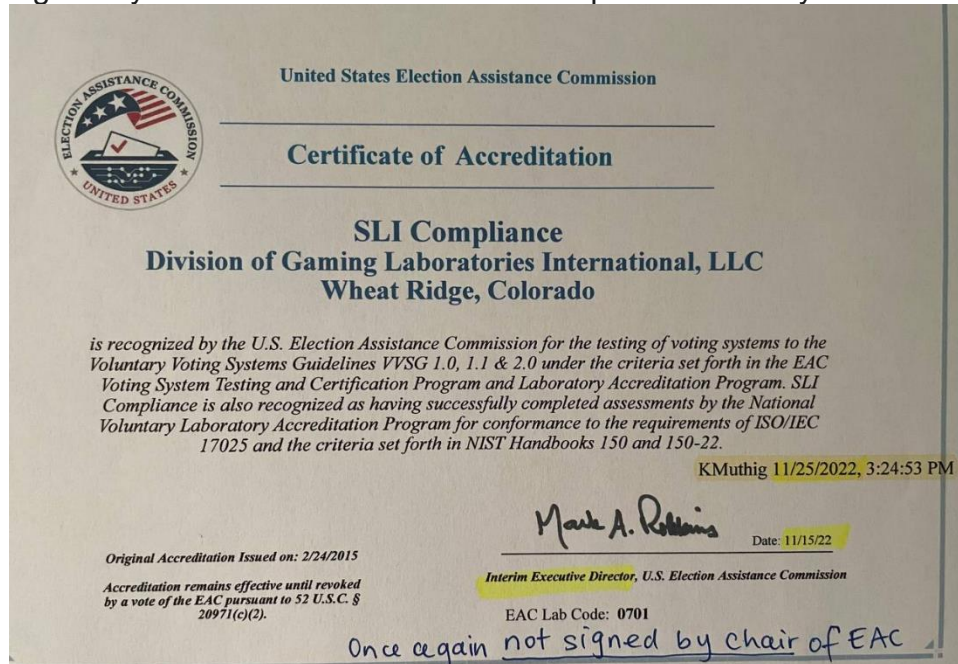 ELECTION ASSISTANCE COMMISSION
★ UNITED STATES ★
United States Election Assistance Commission
Certificate of Accreditation
SLI Compliance
Division of Gaming Laboratories International, LLC
Wheat Ridge, Colorado
is recognized by the U.S. Election Assistance Commission for the testing of voting systems to the
Voluntary Voting Systems Guidelines VVSG 1.0, 1.1 & 2.0 under the criteria set forth in the EAC
Voting System Testing and Certification Program and Laboratory Accreditation Program. SLI
Compliance is also recognized as having successfully completed assessments by the National
Voluntary Laboratory Accreditation Program for conformance to the requirements of ISO/IEC
17025 and the criteria set forth in NIST Handbooks 150 and 150-22.
KMuthig 11/25/2022, 3:24:53 PM
Mark A. Robbins
Date: 11/15/22
Original Accreditation Issued on: 2/24/2015
Interim Executive Director, U.S. Election Assistance Commission
Accreditation remains effective until revoked
by a vote of the EAC pursuant to 52 U.S.C. §
20971(c)(2).
EAC Lab Code: 0701
Once again not signed by chair of EAC